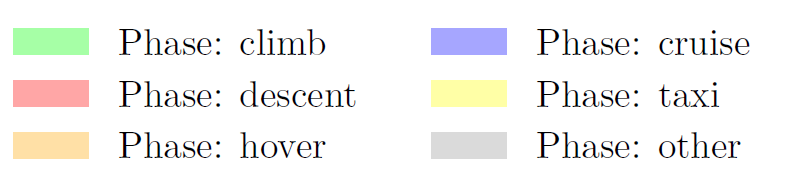 Phase: climb Phase: cruise
Phase: descent Phase: taxi
Phase: hover Phase: other